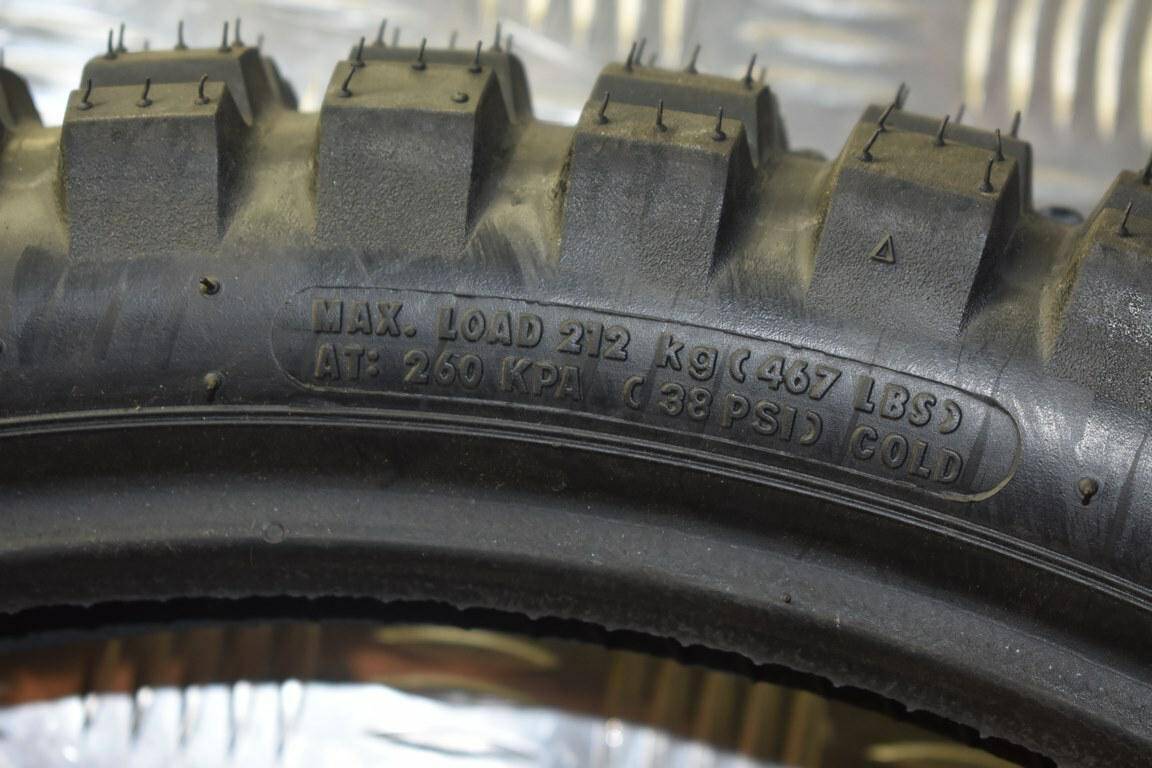 MAX. LOAD 212 kg (467 LBS)
AT: 260 KPA (38 PSI) COLD